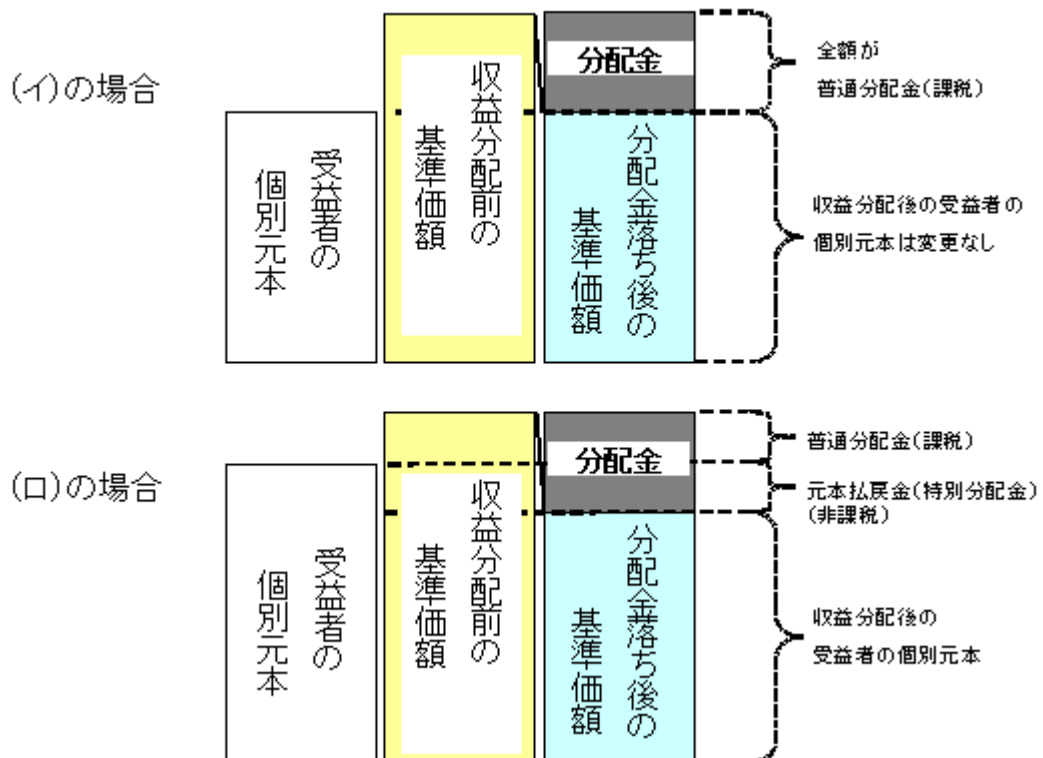 (イ)の場合
受益者の
個別元本
収益分配前の
基準価額
分配金
分配金落ち後の
基準価額
全額が
普通分配金(課税)
収益分配後の受益者の
個別元本は変更なし
(ロ)の場合
受益者の
個別元本
収益分配前の
基準価額
分配金
分配金落ち後の
基準価額
普通分配金(課税)
元本払戻金(特別分配金)
(非課税)
収益分配後の
受益者の個別元本